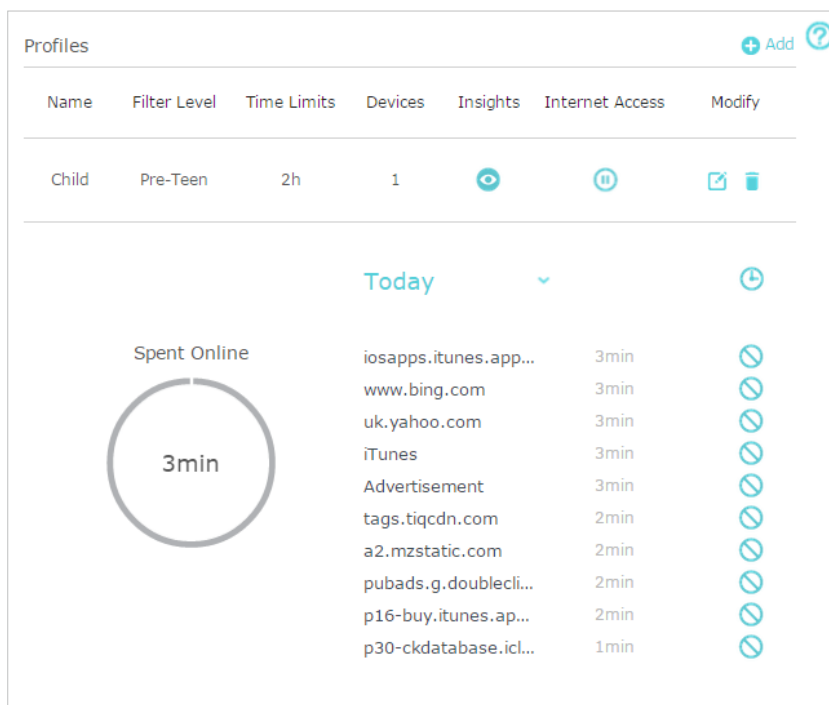 Profiles
Add
Name Filter Level Time Limits Devices Insights Internet Access Modify
Child Pre-Teen 2h 1
Today
Spent Online
3min
iosapps.itunes.app... 3min
www.bing.com 3min
uk.yahoo.com 3min
iTunes 3min
Advertisement 3min
tags.tiqcdn.com 2min
a2.mzstatic.com 2min
pubads.g.doublecli... 2min
p16-buy.itunes.ap... 2min
p30-ckdatabase.icl... 1min